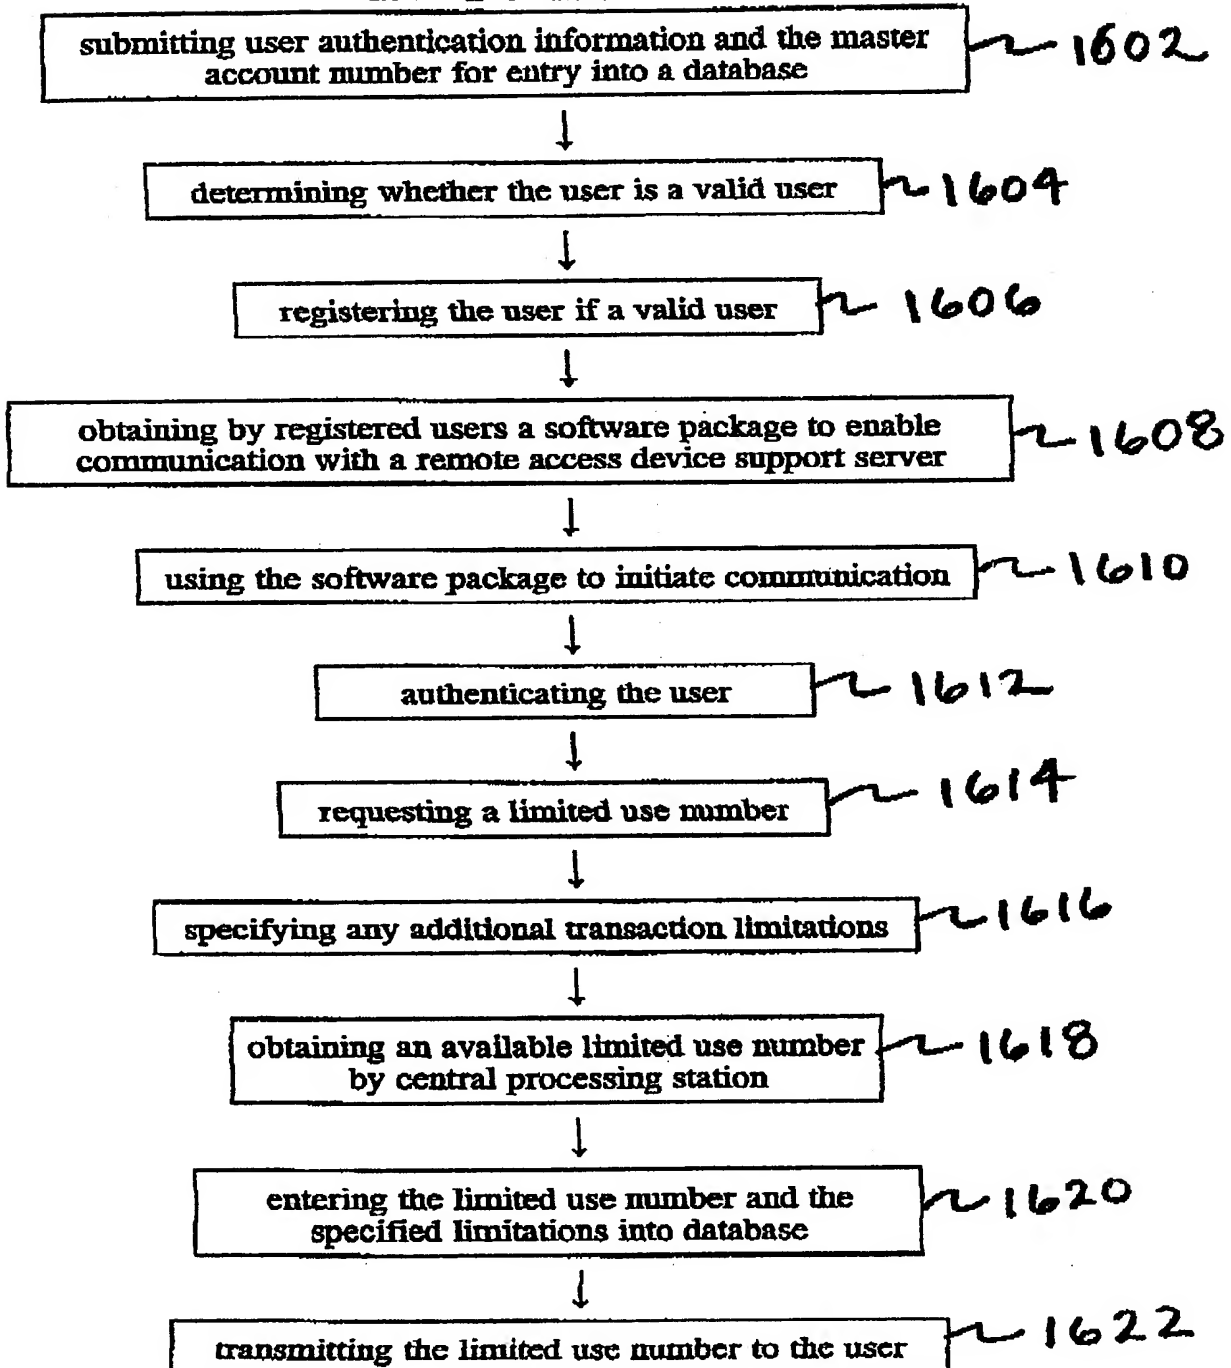 submitting user authentication information and the master
account number for entry into a database
1602
determining whether the user is a valid user
1604
registering the user if a valid user
1606
obtaining by registered users a software package to enable
communication with a remote access device support server
1608
using the software package to initiate communication
1610
authenticating the user
1612
requesting a limited use number
1614
specifying any additional transaction limitations
1616
obtaining an available limited use number
by central processing station
1618
entering the limited use number and the
specified limitations into database
1620
transmitting the limited use number to the user
1622